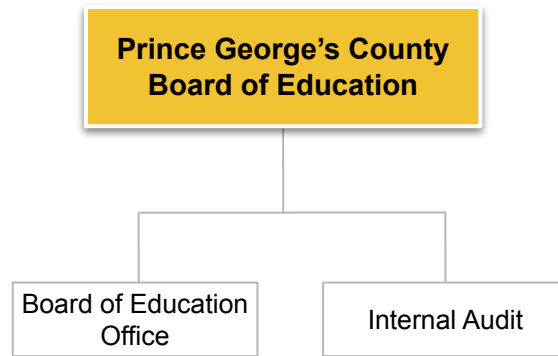 Prince George’s County
Board of Education
Board of Education
Office
Internal Audit